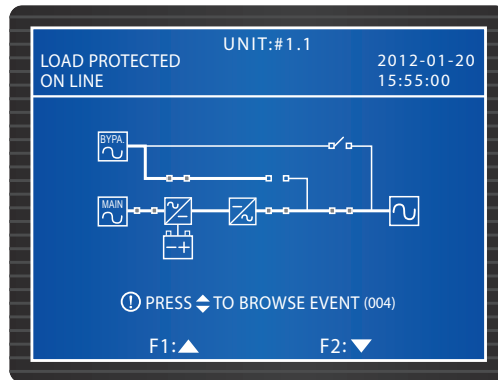 UNIT:#1.1
LOAD PROTECTED
ON LINE
2012-01-20
15:55:00
BYPA.
MAIN
PRESS TO BROWSE EVENT (004)
F1: F2: